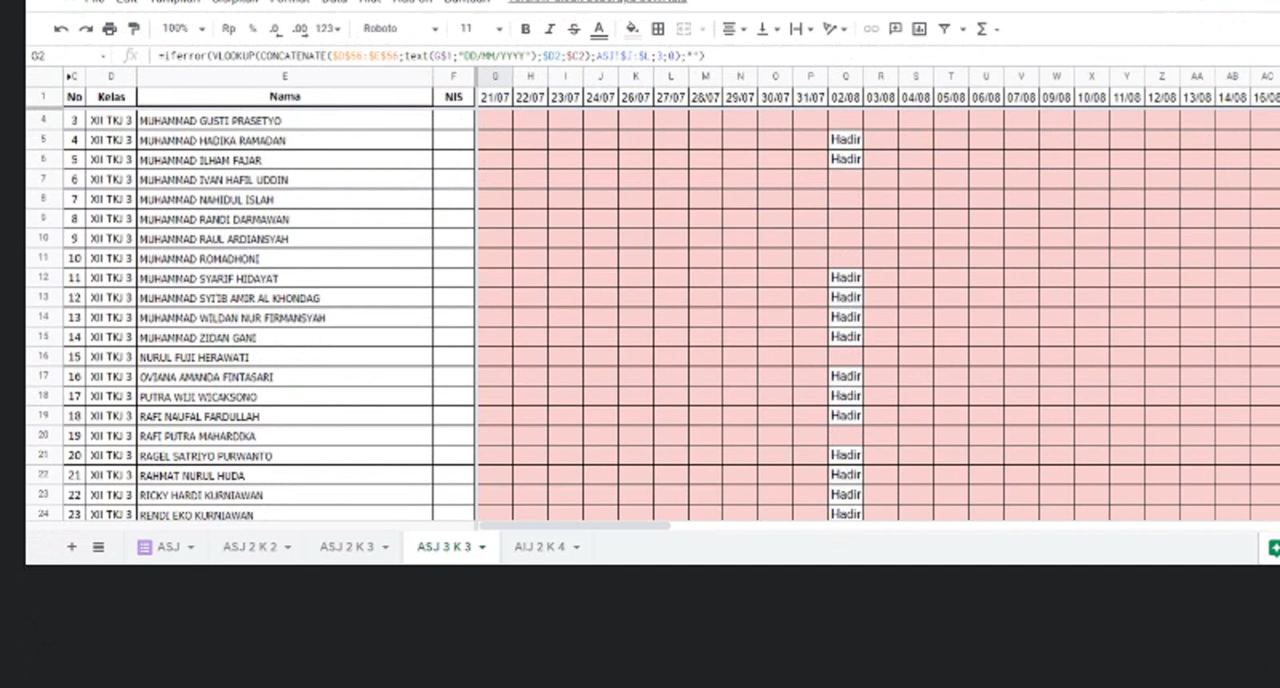 100% Rp % .0 .00 123 Roboto 11 B I S A
G2 fx =iferror(VLOOKUP(CONCATENATE($D$56:$E$56;text(G$1;"DD/MM/YYYY");$D2;$C2);ASJ!$J:$L;3;0);"")
C D E F G H I J K L M N O P Q R S T U V W X Y Z AA AB AC
1 No Kelas Nama NIS 21/07 22/07 23/07 24/07 26/07 27/07 28/07 29/07 30/07 31/07 02/08 03/08 04/08 05/08 06/08 07/08 09/08 10/08 11/08 12/08 13/08 14/08 16/08
4 3 XII TKJ 3 MUHAMMAD GUSTI PRASETYO
5 4 XII TKJ 3 MUHAMMAD HADIKA RAMADAN Hadir
6 5 XII TKJ 3 MUHAMMAD ILHAM FAJAR Hadir
7 6 XII TKJ 3 MUHAMMAD IVAN HAFIL UDDIN
8 7 XII TKJ 3 MUHAMMAD NAHIDUL ISLAH
9 8 XII TKJ 3 MUHAMMAD RANDI DARMAWAN
10 9 XII TKJ 3 MUHAMMAD RAUL ARDIANSYAH
11 10 XII TKJ 3 MUHAMMAD ROMADHONI
12 11 XII TKJ 3 MUHAMMAD SYARIF HIDAYAT Hadir
13 12 XII TKJ 3 MUHAMMAD SYI'IB AMIR AL KHONDAG Hadir
14 13 XII TKJ 3 MUHAMMAD WILDAN NUR FIRMANSYAH Hadir
15 14 XII TKJ 3 MUHAMMAD ZIDAN GANI Hadir
16 15 XII TKJ 3 NURUL FUJI HERAWATI
17 16 XII TKJ 3 OVIANA AMANDA FINTASARI Hadir
18 17 XII TKJ 3 PUTRA WIJI WICAKSONO Hadir
19 18 XII TKJ 3 RAFI NAUFAL FARDULLAH Hadir
20 19 XII TKJ 3 RAFI PUTRA MAHARDIKA
21 20 XII TKJ 3 RAGEL SATRIYO PURWANTO Hadir
22 21 XII TKJ 3 RAHMAT NURUL HUDA Hadir
23 22 XII TKJ 3 RICKY HARDI KURNIAWAN Hadir
24 23 XII TKJ 3 RENDI EKO KURNIAWAN Hadir
ASJ ASJ 2 K 2 ASJ 2 K 3 ASJ 3 K 3 AIJ 2 K 4